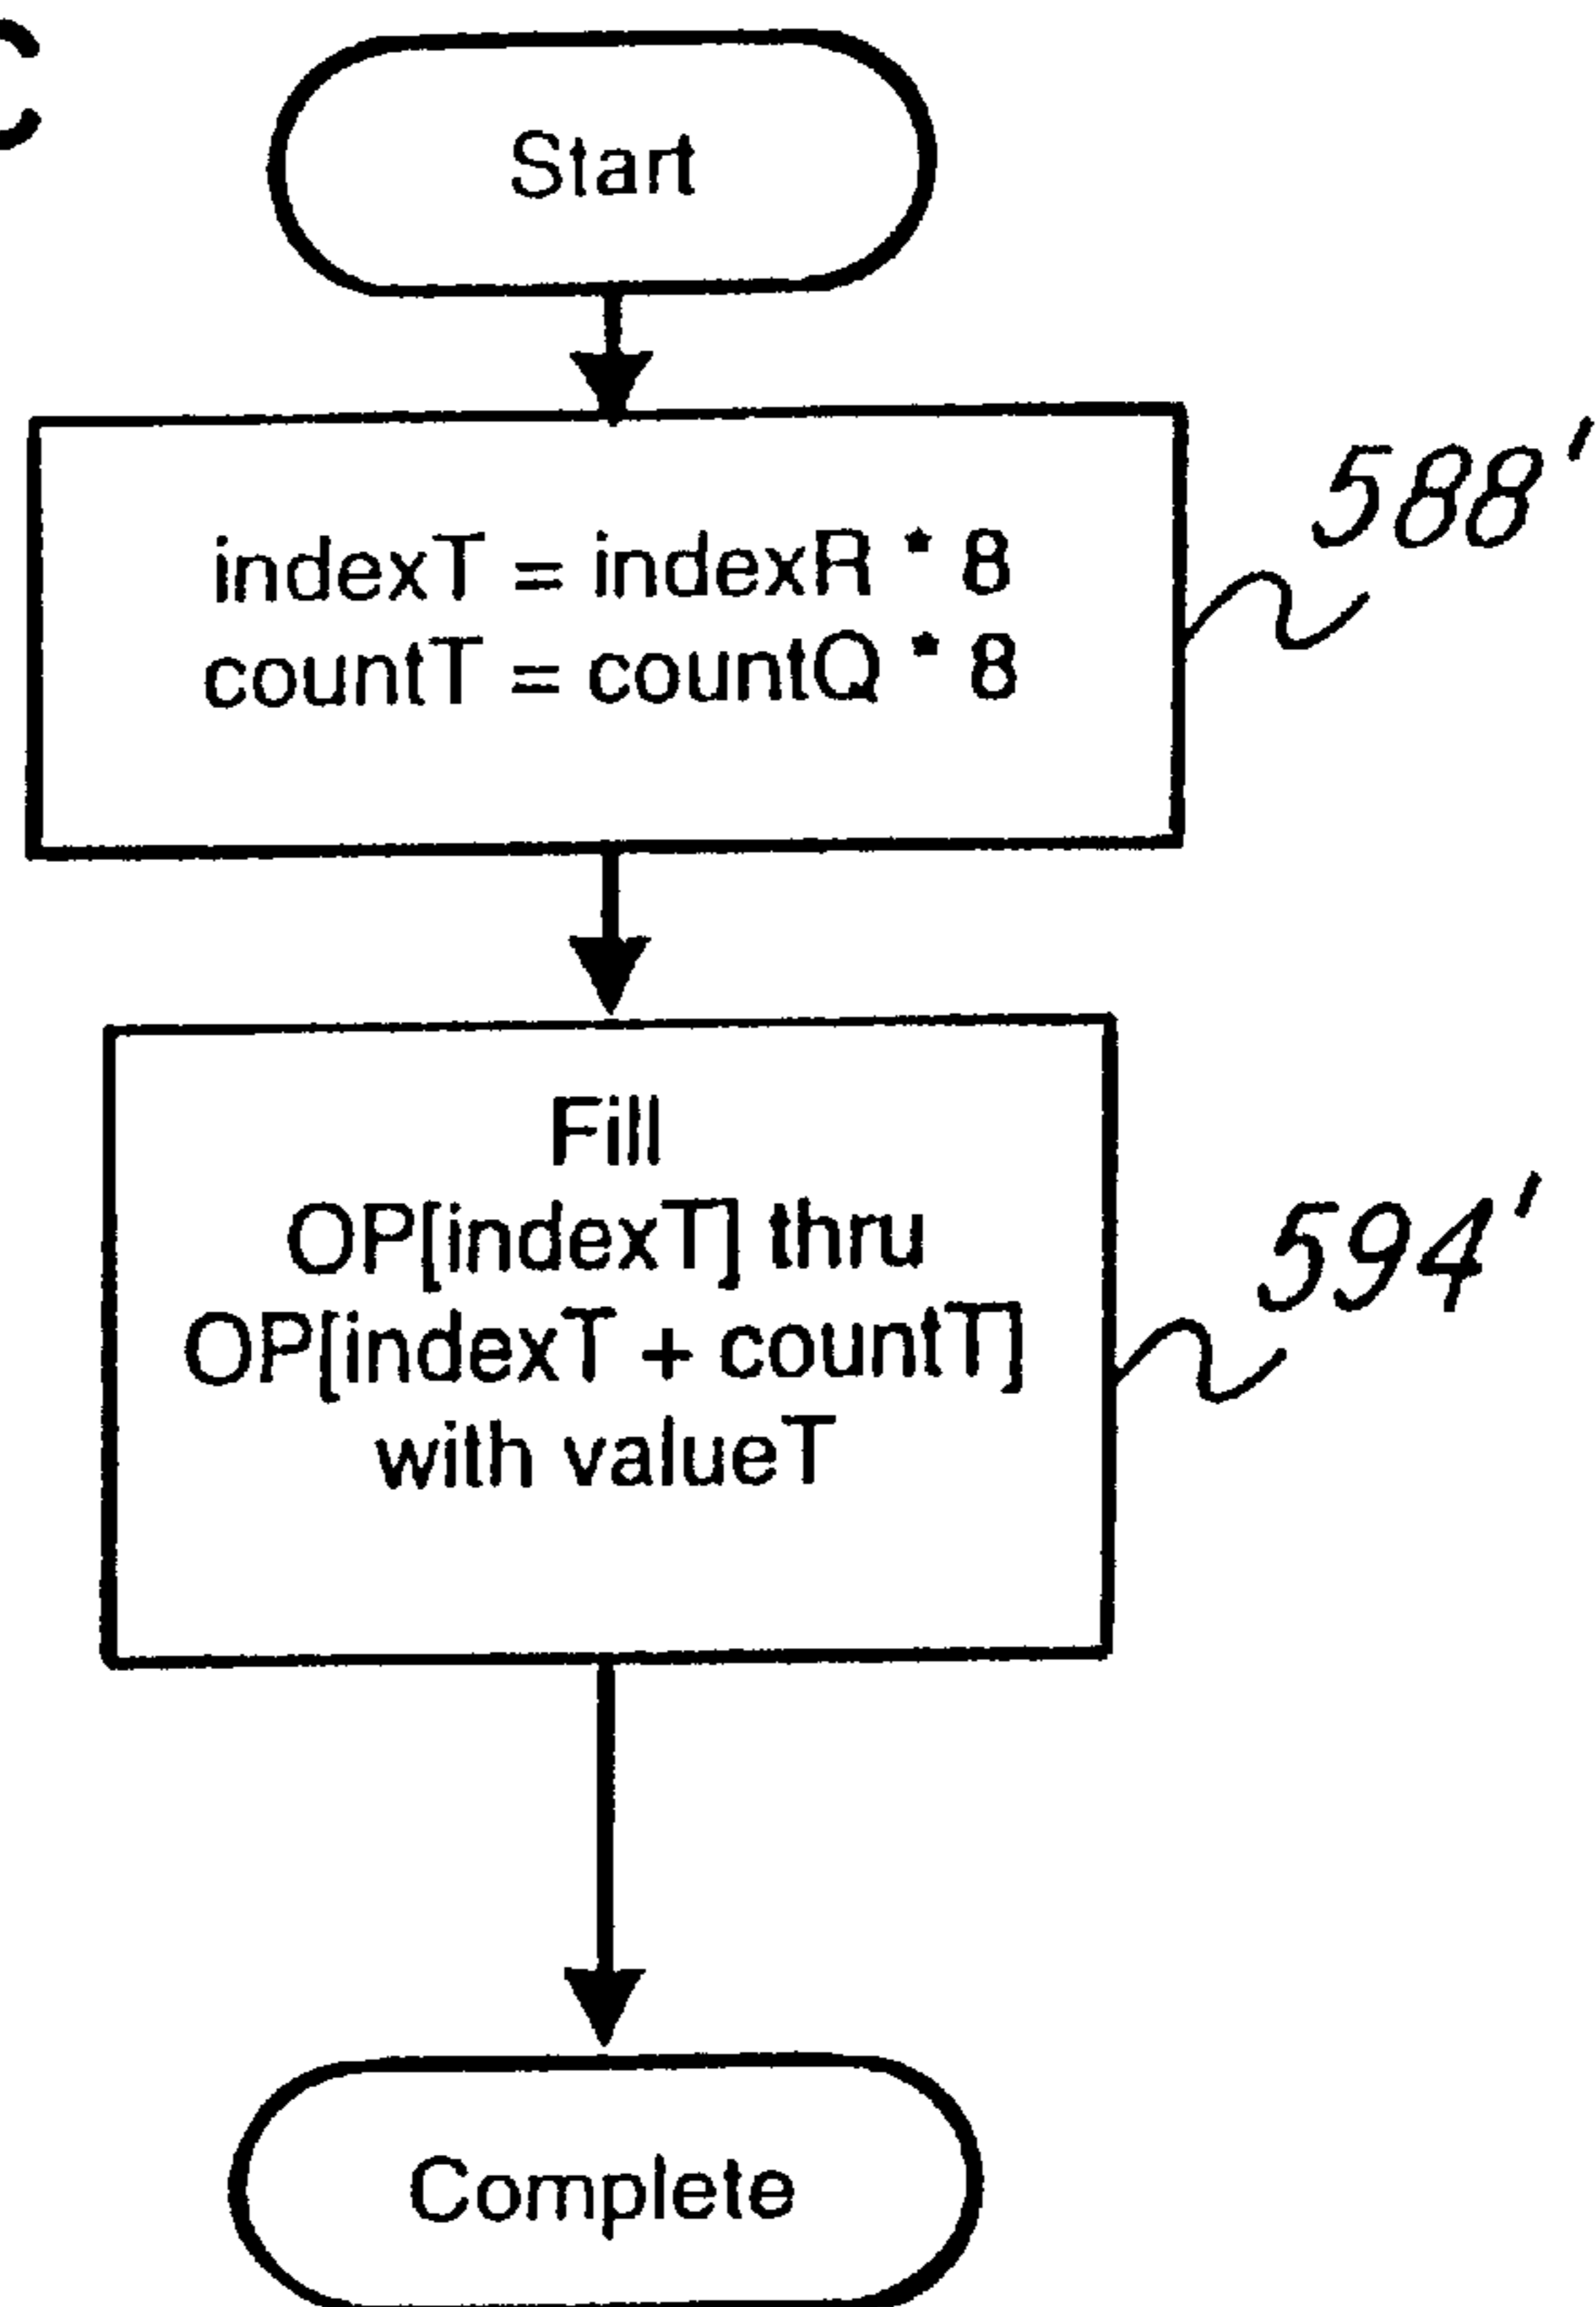 C
Start
indexT = indexR * 8
countT = countQ * 8
588'
Fill
OP[indexT] thru
OP[indexT + countT]
with valueT
594'
Complete